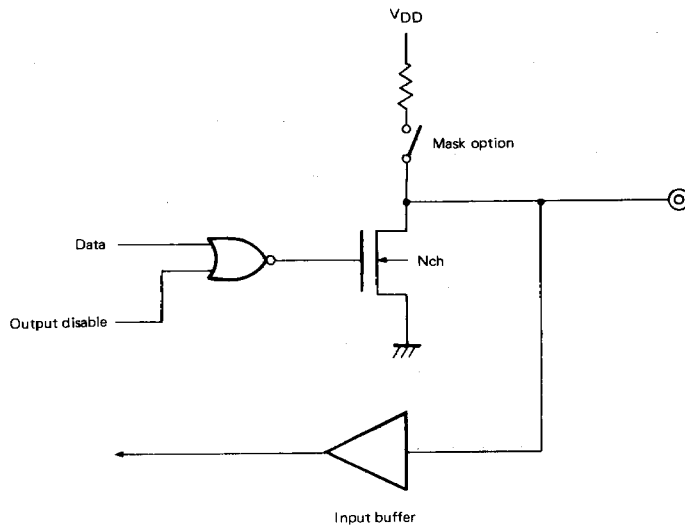 VDD
Mask option
Data
Nch
Output disable
Input buffer